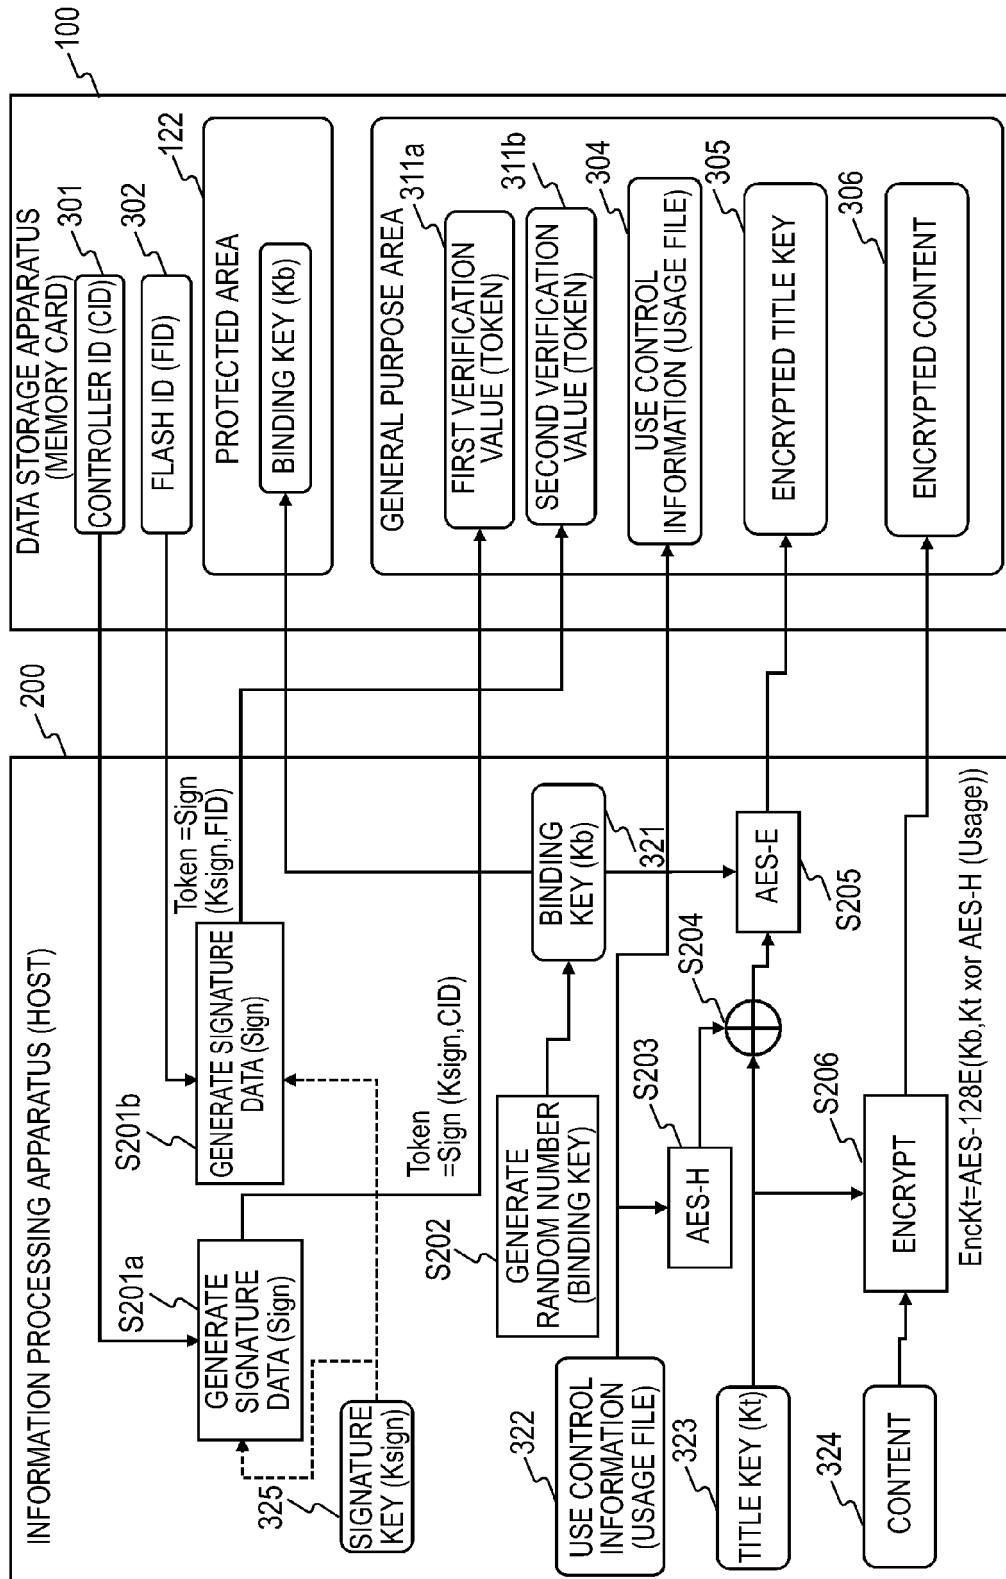 INFORMATION PROCESSING APPARATUS (HOST)
200
S201a
GENERATE
SIGNATURE
DATA (Sign)
S201b
GENERATE SIGNATURE
DATA (Sign)
Token =Sign
(Ksign,FID)
325
SIGNATURE
KEY (Ksign)
Token
=Sign (Ksign,CID)
S202
GENERATE
RANDOM NUMBER
(BINDING KEY)
BINDING
KEY (Kb)
321
322
USE CONTROL
INFORMATION
(USAGE FILE)
S203
AES-H
S204
AES-E
S205
323
TITLE KEY (Kt)
S206
ENCRYPT
324
CONTENT
EncKt=AES-128E(Kb,Kt xor AES-H (Usage))
DATA STORAGE APPARATUS
(MEMORY CARD)
100
301
CONTROLLER ID (CID)
302
FLASH ID (FID)
122
PROTECTED AREA
BINDING KEY (Kb)
GENERAL PURPOSE AREA
311a
FIRST VERIFICATION
VALUE (TOKEN)
311b
SECOND VERIFICATION
VALUE (TOKEN)
304
USE CONTROL
INFORMATION (USAGE FILE)
305
ENCRYPTED TITLE KEY
306
ENCRYPTED CONTENT